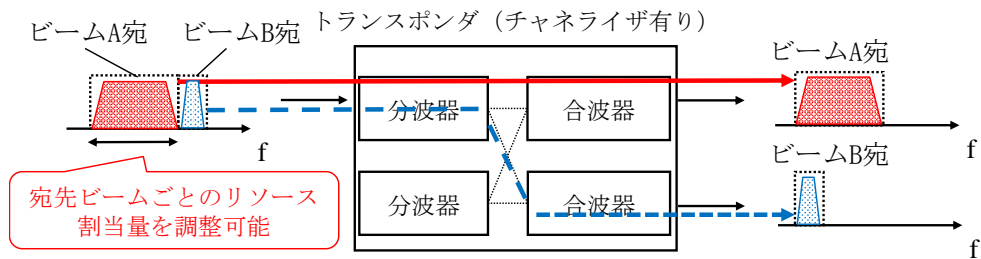 トランスポンダ（チャネライザ有り）
ビームA宛
ビームB宛
ビームA宛
分波器
合波器
f
f
ビームB宛
宛先ビームごとのリソース
割当量を調整可能
分波器
合波器
f